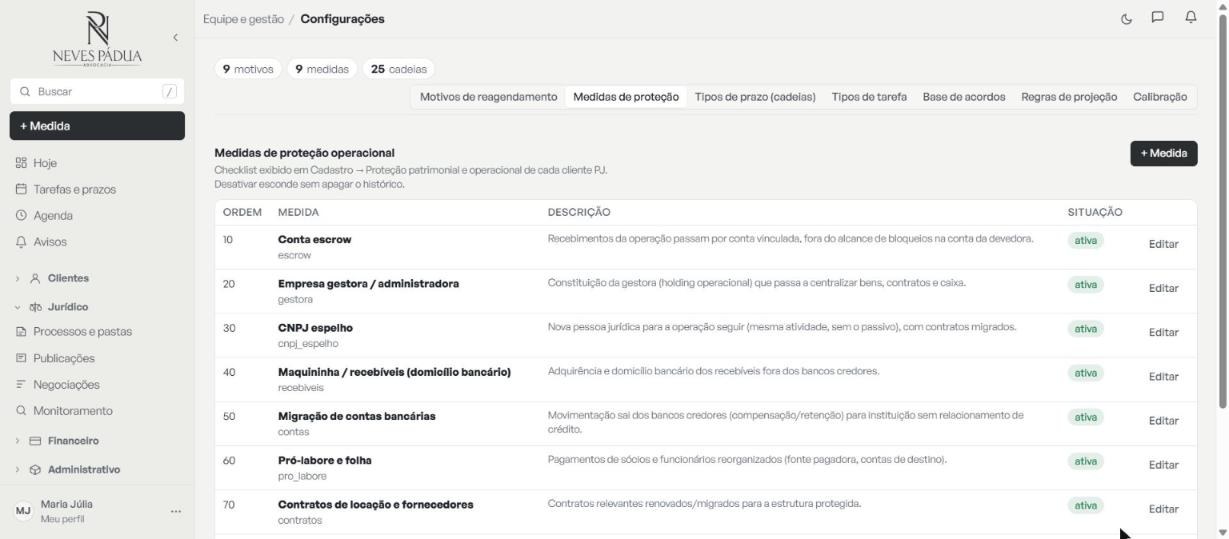 NEVES PÁDUA
ADVOCACIA
Buscar
/
+ Medida
Hoje
Tarefas e prazos
Agenda
Avisos
Clientes
Jurídico
Processos e pastas
Publicações
Negociações
Monitoramento
Financeiro
Administrativo
MJ
Maria Júlia
Meu perfil
...
Equipe e gestão / Configurações
9 motivos 9 medidas 25 cadeias
Motivos de reagendamento Medidas de proteção Tipos de prazo (cadeias) Tipos de tarefa Base de acordos Regras de projeção Calibração
Medidas de proteção operacional
+ Medida
Checklist exibido em Cadastro → Proteção patrimonial e operacional de cada cliente PJ.
Desativar esconde sem apagar o histórico.
ORDEM MEDIDA DESCRIÇÃO SITUAÇÃO
10 Conta escrow Recebimentos da operação passam por conta vinculada, fora do alcance de bloqueios na conta da devedora. ativa Editar
escrow
20 Empresa gestora / administradora Constituição da gestora (holding operacional) que passa a centralizar bens, contratos e caixa. ativa Editar
gestora
30 CNPJ espelho Nova pessoa jurídica para a operação seguir (mesma atividade, sem o passivo), com contratos migrados. ativa Editar
cnpj_espelho
40 Maquininha / recebíveis (domicílio bancário) Adquirência e domicílio bancário dos recebíveis fora dos bancos credores. ativa Editar
recebiveis
50 Migração de contas bancárias Movimentação sai dos bancos credores (compensação/retenção) para instituição sem relacionamento de ativa Editar
contas crédito.
60 Pró-labore e folha Pagamentos de sócios e funcionários reorganizados (fonte pagadora, contas de destino). ativa Editar
pro_labore
70 Contratos de locação e fornecedores Contratos relevantes renovados/migrados para a estrutura protegida. ativa Editar
contratos